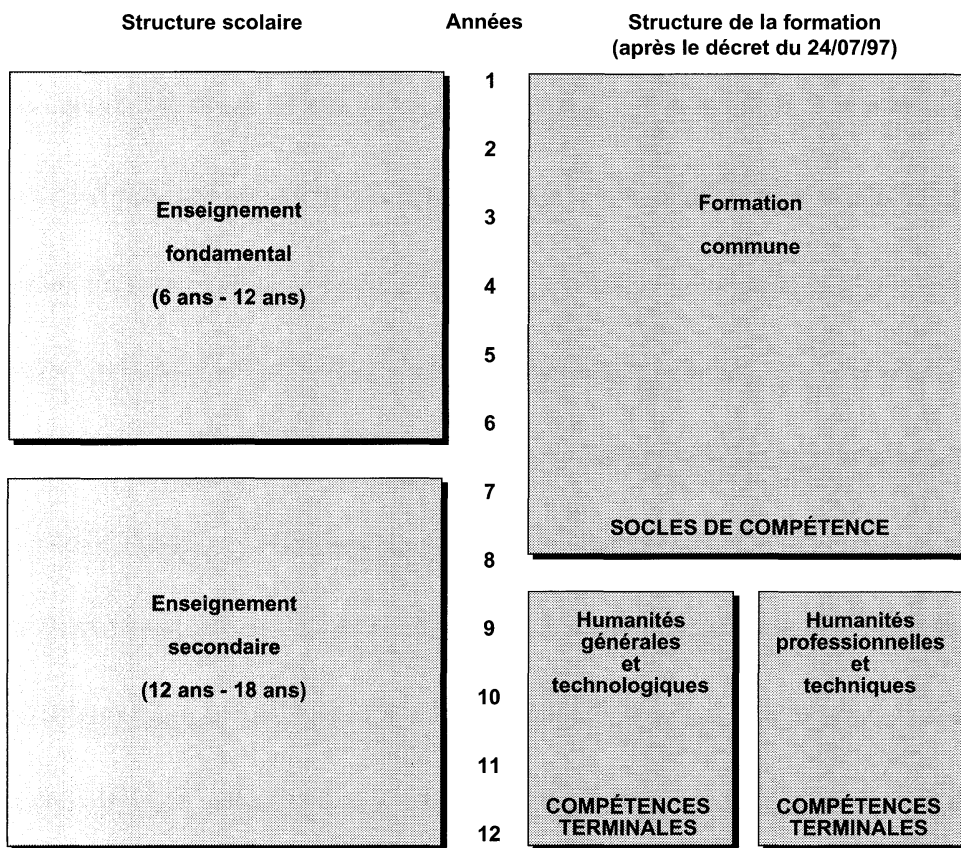 Structure scolaire
Années
Structure de la formation
(après le décret du 24/07/97)
Enseignement
fondamental
(6 ans - 12 ans)
Enseignement
secondaire
(12 ans - 18 ans)
1
2
3
4
5
6
7
8
9
10
11
12
Formation
commune
SOCLES DE COMPÉTENCE
Humanités
générales
et
technologiques
COMPÉTENCES
TERMINALES
Humanités
professionnelles
et
techniques
COMPÉTENCES
TERMINALES